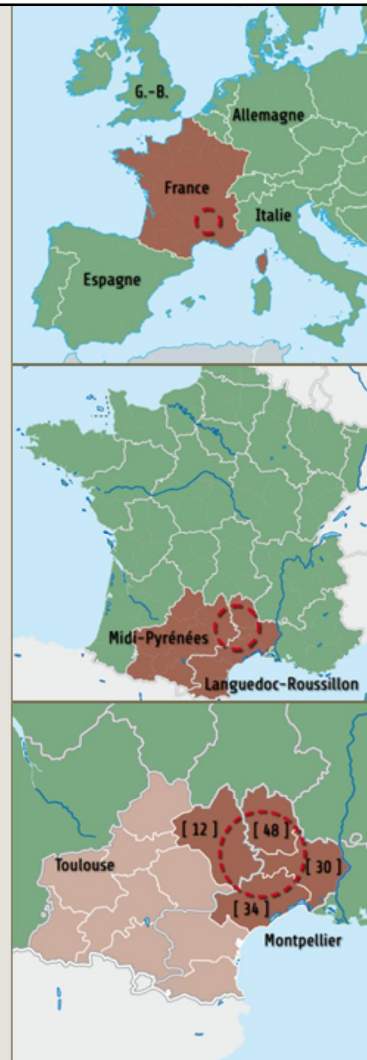 G.-B.
Allemagne
France
Italie
Espagne
Midi-Pyrénées
Languedoc-Roussillon
[ 12 ]
[ 48 ]
Toulouse
[ 30 ]
[ 34 ]
Montpellier